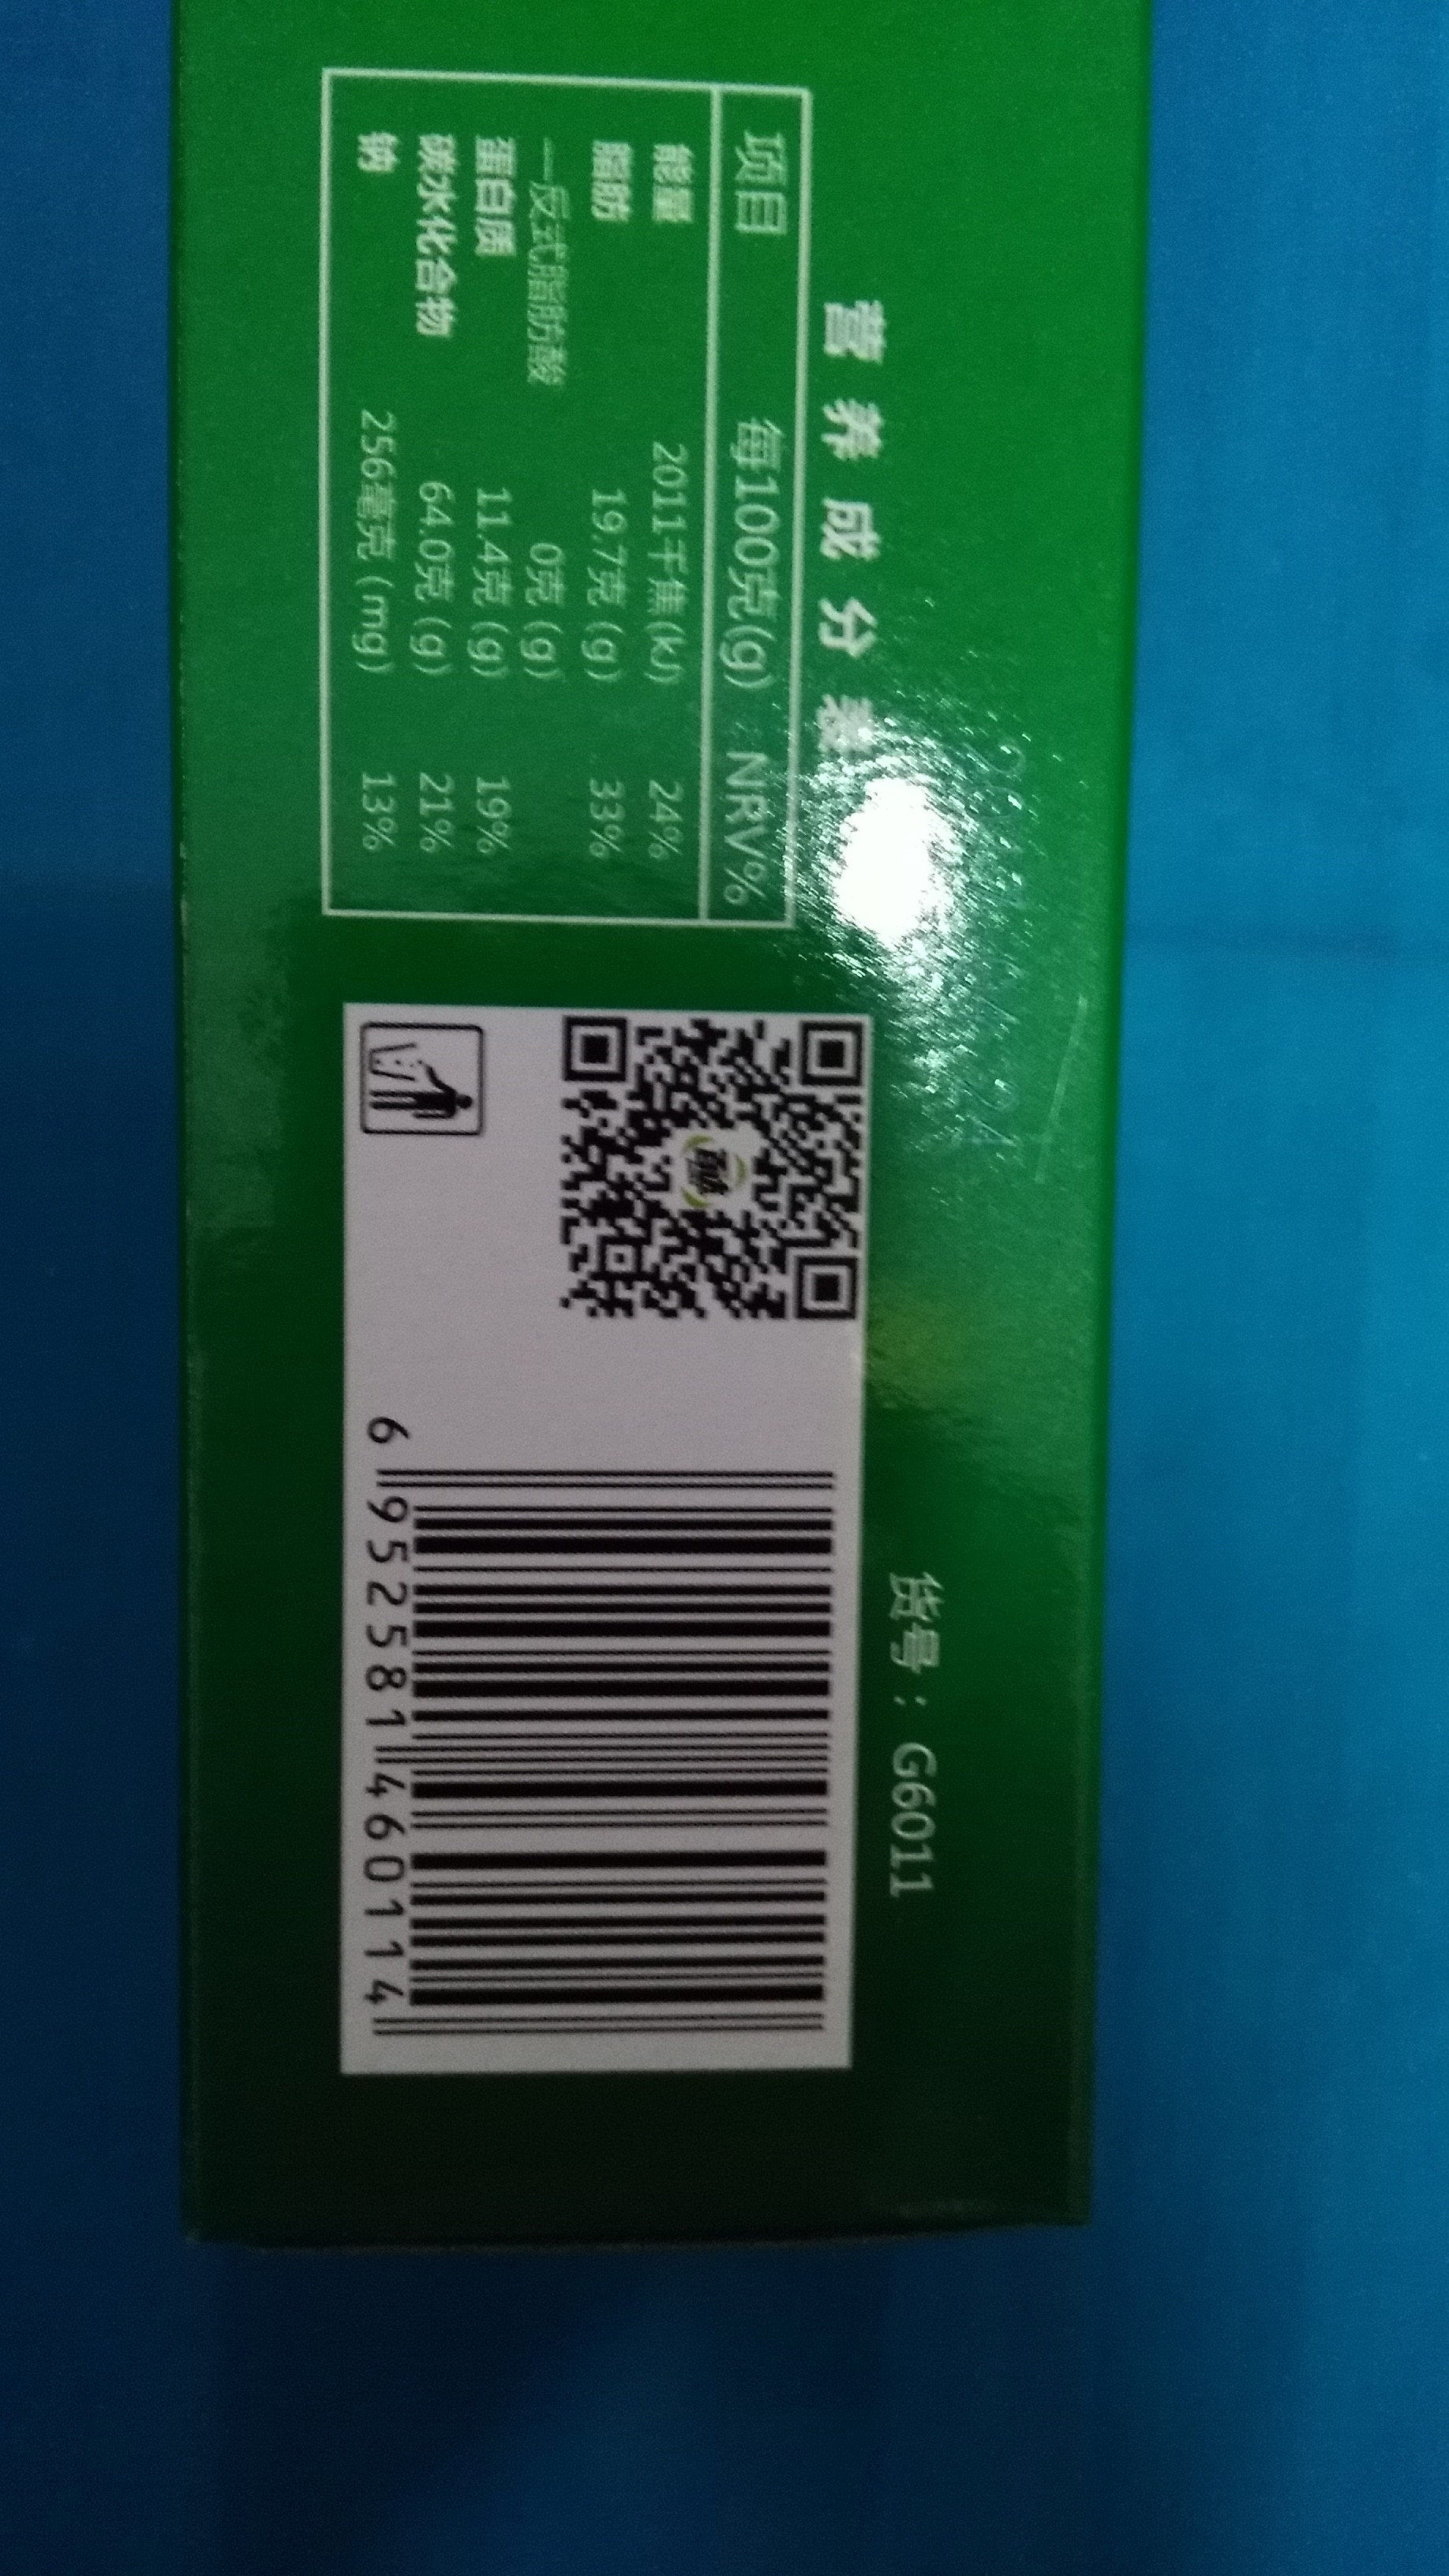 营养成分表
项目 每100克(g) NRV%
能量 2011千焦(kJ) 24%
脂肪 19.7克(g) 33%
—反式脂肪酸 0克(g)
蛋白质 11.4克(g) 19%
碳水化合物 64.0克(g) 21%
钠 256毫克(mg) 13%
货号：G6011
6 952581 460114